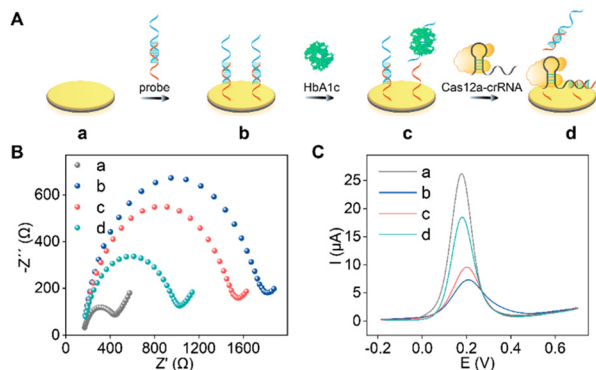 A
probe
HbA1c
Cas12a-crRNA
a
b
c
d
B
a
b
c
d
600
400
200
0
400
800
1200
1600
-Z´´ (Ω)
Z' (Ω)
C
a
b
c
d
25
20
15
10
5
0
-0.2
0.0
0.2
0.4
0.6
I (μA)
E (V)